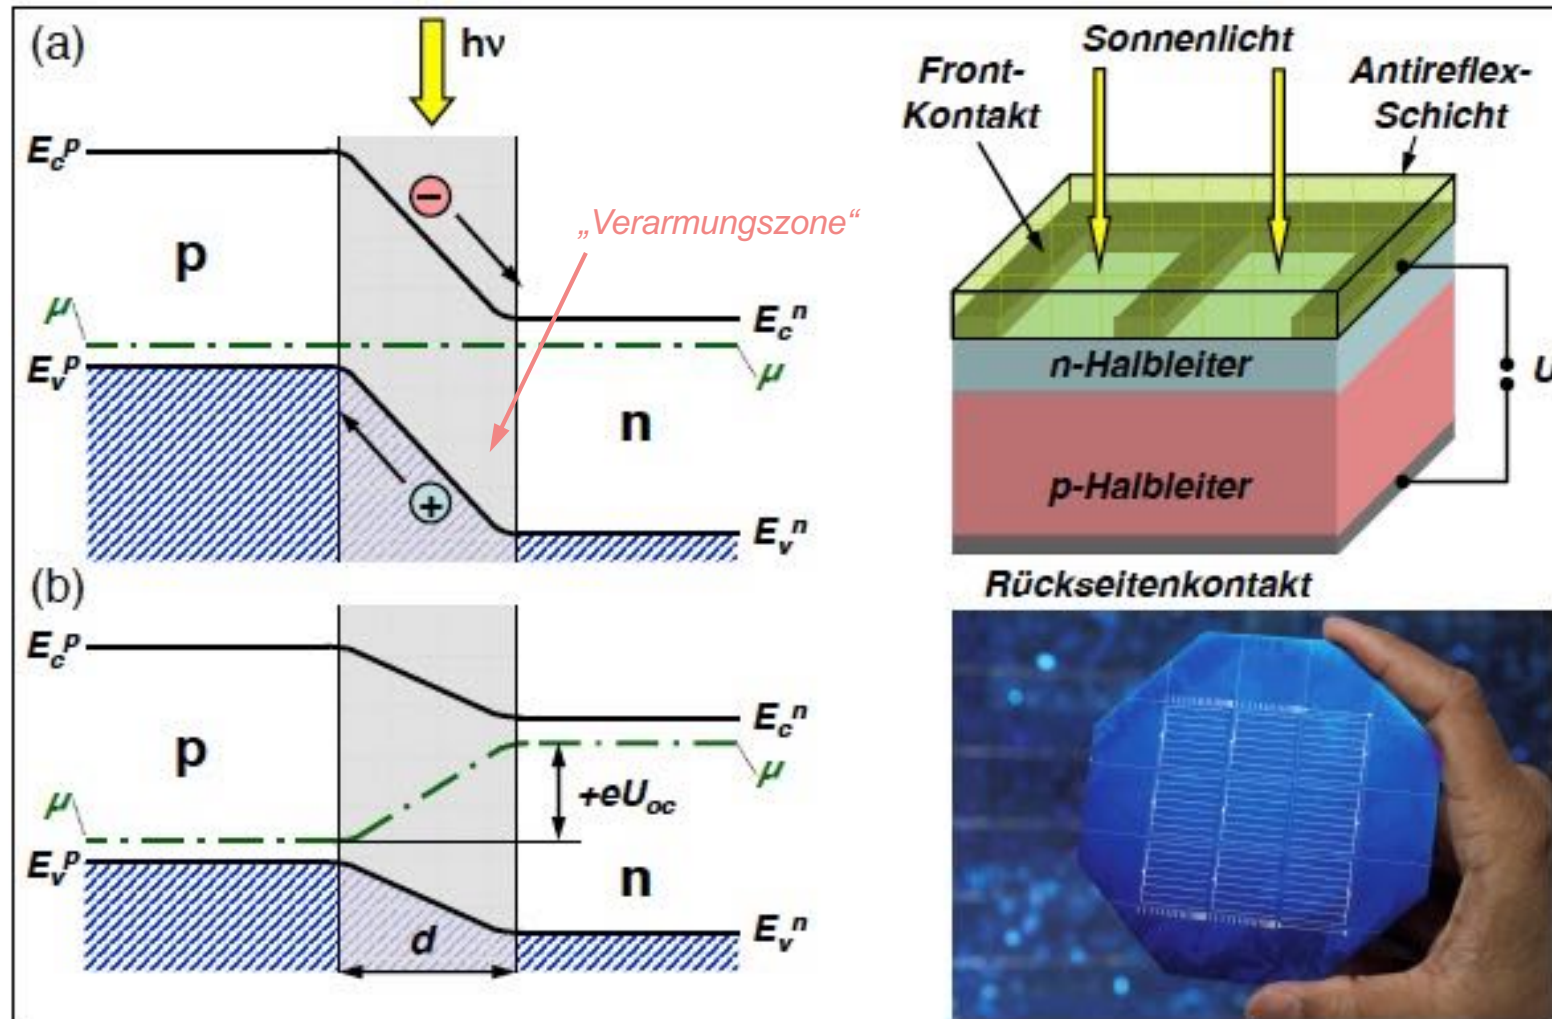 (a)
hν
E_c^p
p
μ
E_v^p
„Verarmungszone“
−
+
E_c^n
μ
n
E_v^n
Sonnenlicht
Front-
Kontakt
Antireflex-
Schicht
n-Halbleiter
p-Halbleiter
U
Rückseitenkontakt
(b)
E_c^p
p
μ
E_v^p
E_c^n
μ
+eU_oc
n
d
E_v^n